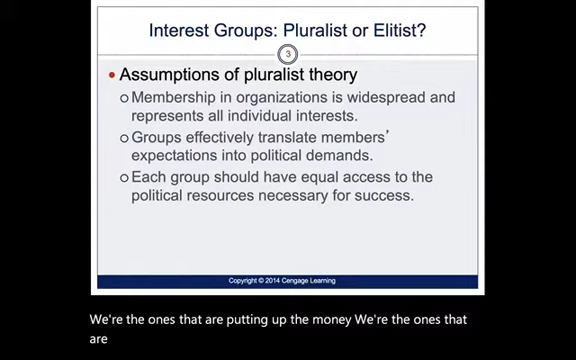 Interest Groups: Pluralist or Elitist?
3
• Assumptions of pluralist theory
o Membership in organizations is widespread and
represents all individual interests.
o Groups effectively translate members’
expectations into political demands.
o Each group should have equal access to the
political resources necessary for success.
Copyright © 2014 Cengage Learning
We're the ones that are putting up the money We're the ones that
are